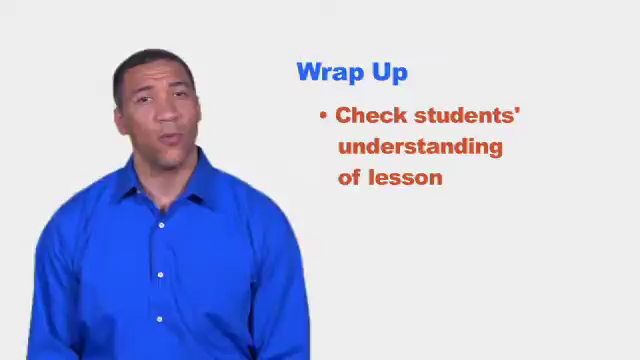 Wrap Up
• Check students'
understanding
of lesson